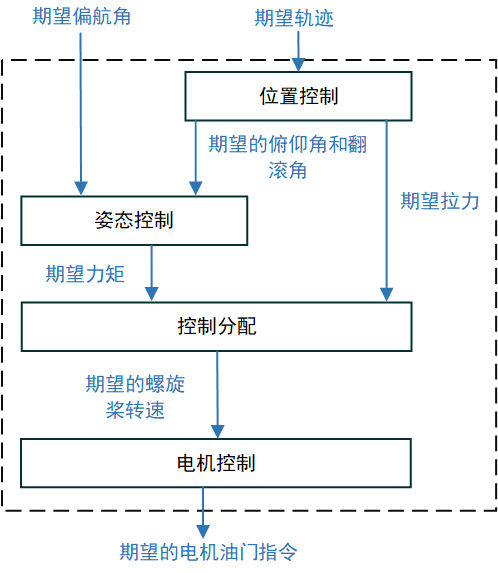 期望偏航角
期望轨迹
位置控制
期望的俯仰角和翻
滚角
期望拉力
姿态控制
期望力矩
控制分配
期望的螺旋
桨转速
电机控制
期望的电机油门指令